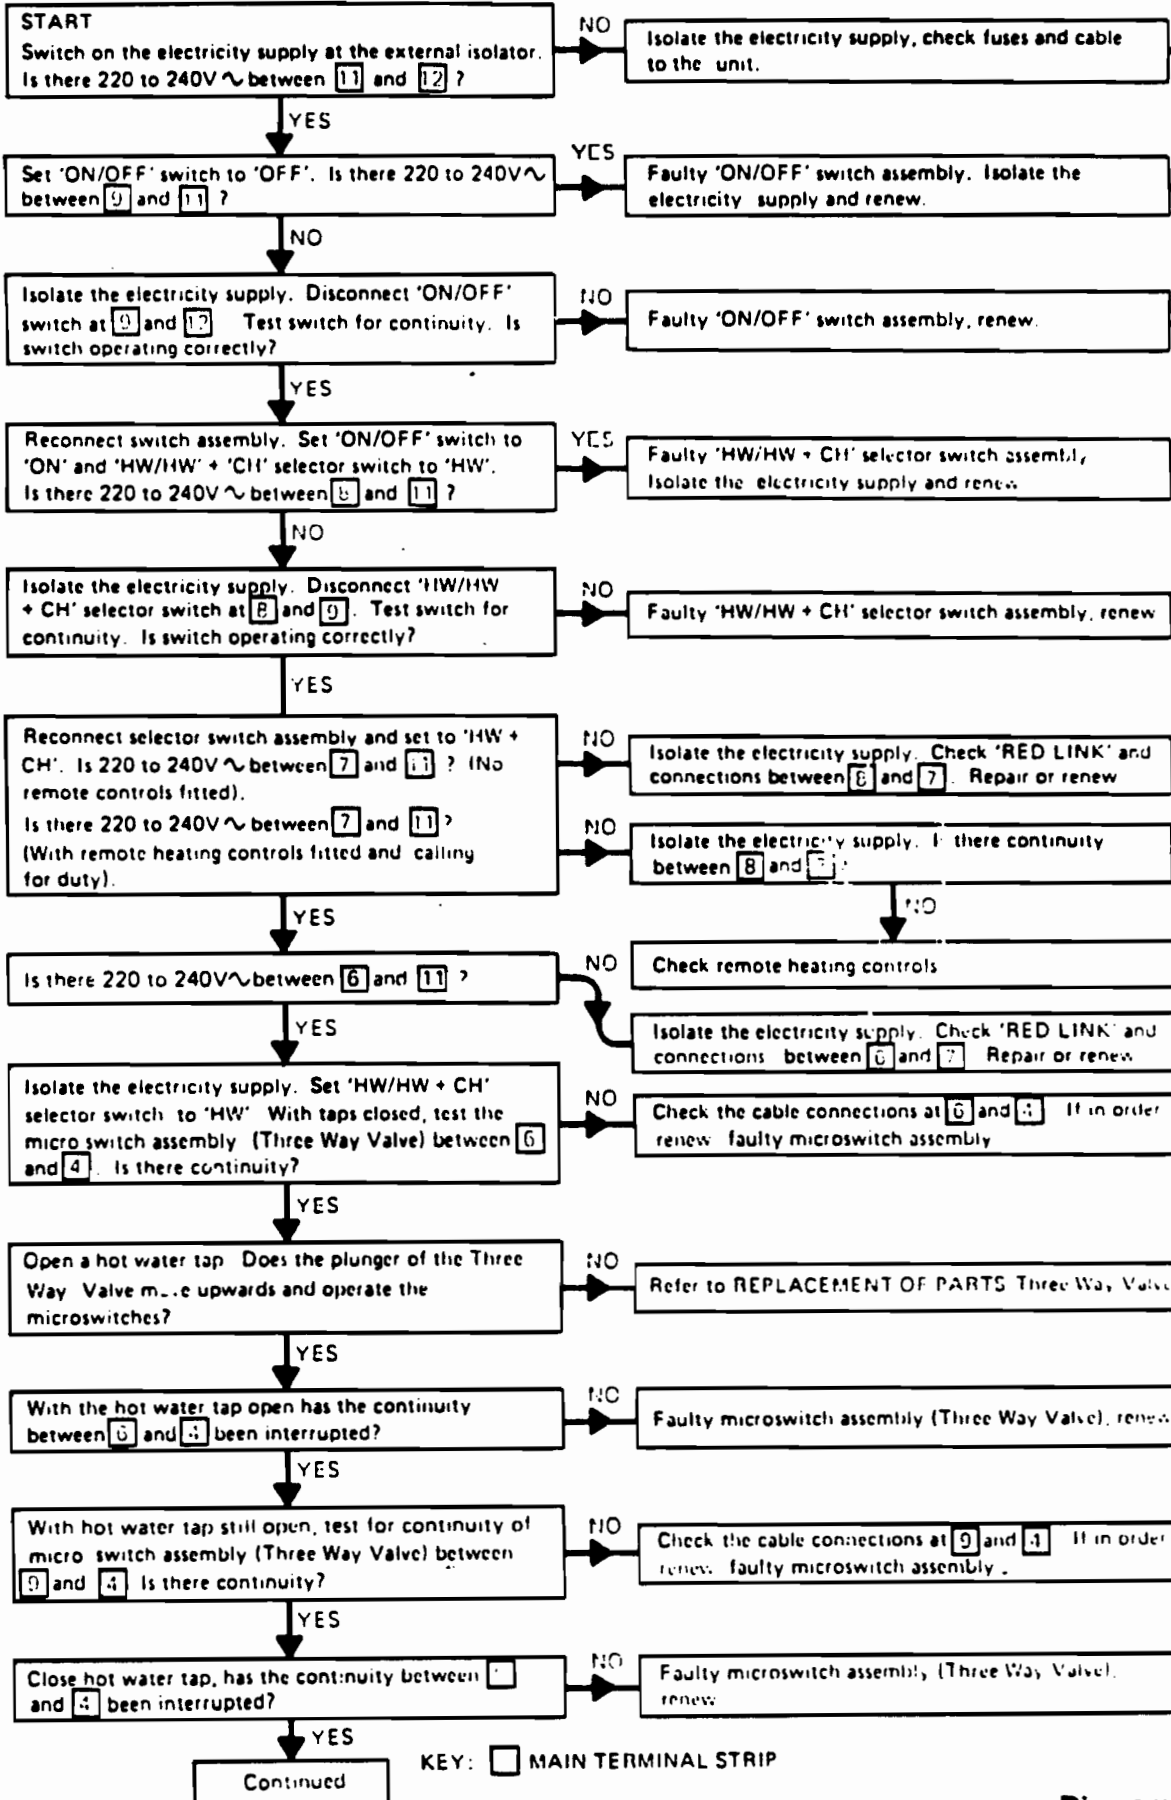 START
Switch on the electricity supply at the external isolator.
Is there 220 to 240V ~ between 11 and 12 ?
NO
Isolate the electricity supply, check fuses and cable
to the unit.
YES
Set 'ON/OFF' switch to 'OFF'. Is there 220 to 240V ~
between 9 and 11 ?
YES
Faulty 'ON/OFF' switch assembly. Isolate the
electricity supply and renew.
NO
Isolate the electricity supply. Disconnect 'ON/OFF'
switch at 9 and 12 Test switch for continuity. Is
switch operating correctly?
NO
Faulty 'ON/OFF' switch assembly, renew.
YES
Reconnect switch assembly. Set 'ON/OFF' switch to
'ON' and 'HW/HW' + 'CH' selector switch to 'HW'.
Is there 220 to 240V ~ between 8 and 11 ?
YES
Faulty 'HW/HW + CH' selector switch assembly
Isolate the electricity supply and renew
NO
Isolate the electricity supply. Disconnect 'HW/HW
+ CH' selector switch at 8 and 9. Test switch for
continuity. Is switch operating correctly?
NO
Faulty 'HW/HW + CH' selector switch assembly, renew
YES
Reconnect selector switch assembly and set to 'HW +
CH'. Is 220 to 240V ~ between 7 and 11 ? (No
remote controls fitted).
Is there 220 to 240V ~ between 7 and 11 ?
(With remote heating controls fitted and calling
for duty).
NO
Isolate the electricity supply. Check 'RED LINK' and
connections between 8 and 7. Repair or renew
NO
Isolate the electricity supply. there continuity
between 8 and
NO
Check remote heating controls
YES
Is there 220 to 240V ~ between 6 and 11 ?
NO
Isolate the electricity supply. Check 'RED LINK' and
connections between 6 and 7 Repair or renew
YES
Isolate the electricity supply. Set 'HW/HW + CH'
selector switch to 'HW' With taps closed, test the
micro switch assembly (Three Way Valve) between 6
and 4. Is there continuity?
NO
Check the cable connections at 6 and 4 If in order
renew faulty microswitch assembly
YES
Open a hot water tap Does the plunger of the Three
Way Valve upwards and operate the
microswitches?
NO
Refer to REPLACEMENT OF PARTS Three Way Valve
YES
With the hot water tap open has the continuity
between 6 and 4 been interrupted?
NO
Faulty microswitch assembly (Three Way Valve), renew
YES
With hot water tap still open, test for continuity of
micro switch assembly (Three Way Valve) between
9 and 4 Is there continuity?
NO
Check the cable connections at 9 and 4 If in order
renew faulty microswitch assembly .
YES
Close hot water tap, has the continuity between
and 4 been interrupted?
NO
Faulty microswitch assembly (Three Way Valve),
renew
YES
Continued
KEY: MAIN TERMINAL STRIP